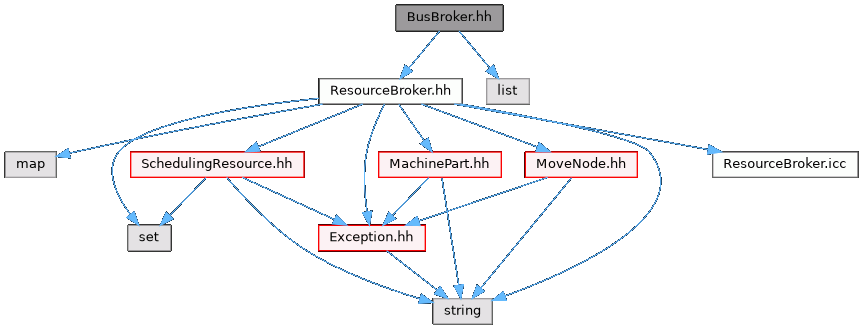 BusBroker.hh
ResourceBroker.hh
list
map
SchedulingResource.hh
MachinePart.hh
MoveNode.hh
ResourceBroker.icc
set
Exception.hh
string